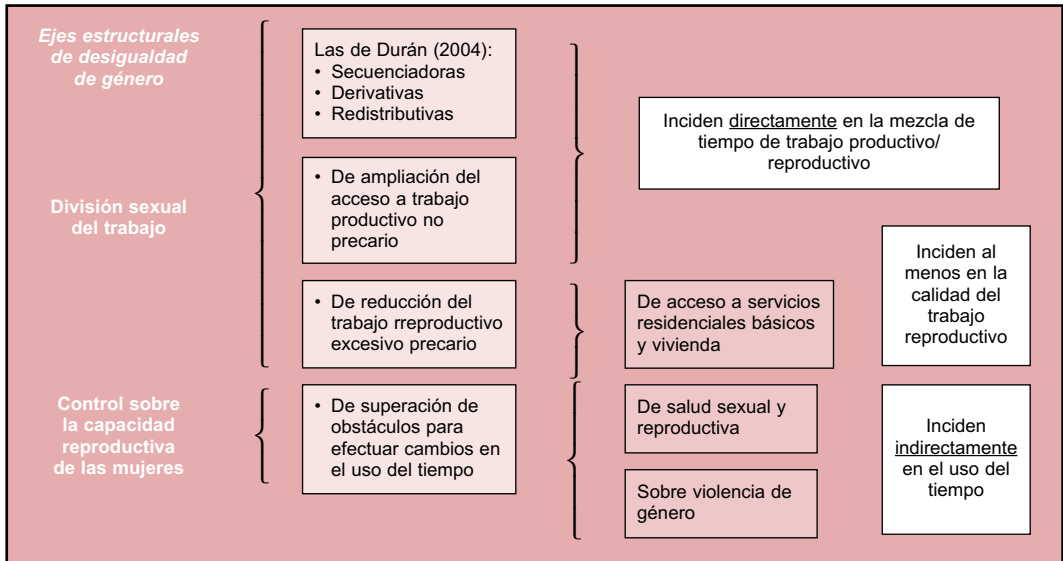 Ejes estructurales
de desigualdad
de género
Las de Durán (2004):
• Secuenciadoras
• Derivativas
• Redistributivas
Inciden directamente en la mezcla de
tiempo de trabajo productivo/
reproductivo
División sexual
del trabajo
• De ampliación del
acceso a trabajo
productivo no
precario
Inciden al
menos en la
calidad del
trabajo
reproductivo
• De reducción del
trabajo rreproductivo
excesivo precario
De acceso a servicios
residenciales básicos
y vivienda
Control sobre
la capacidad
reproductiva
de las mujeres
• De superación de
obstáculos para
efectuar cambios en
el uso del tiempo
De salud sexual y
reproductiva
Sobre violencia de
género
Inciden
indirectamente
en el uso del
tiempo